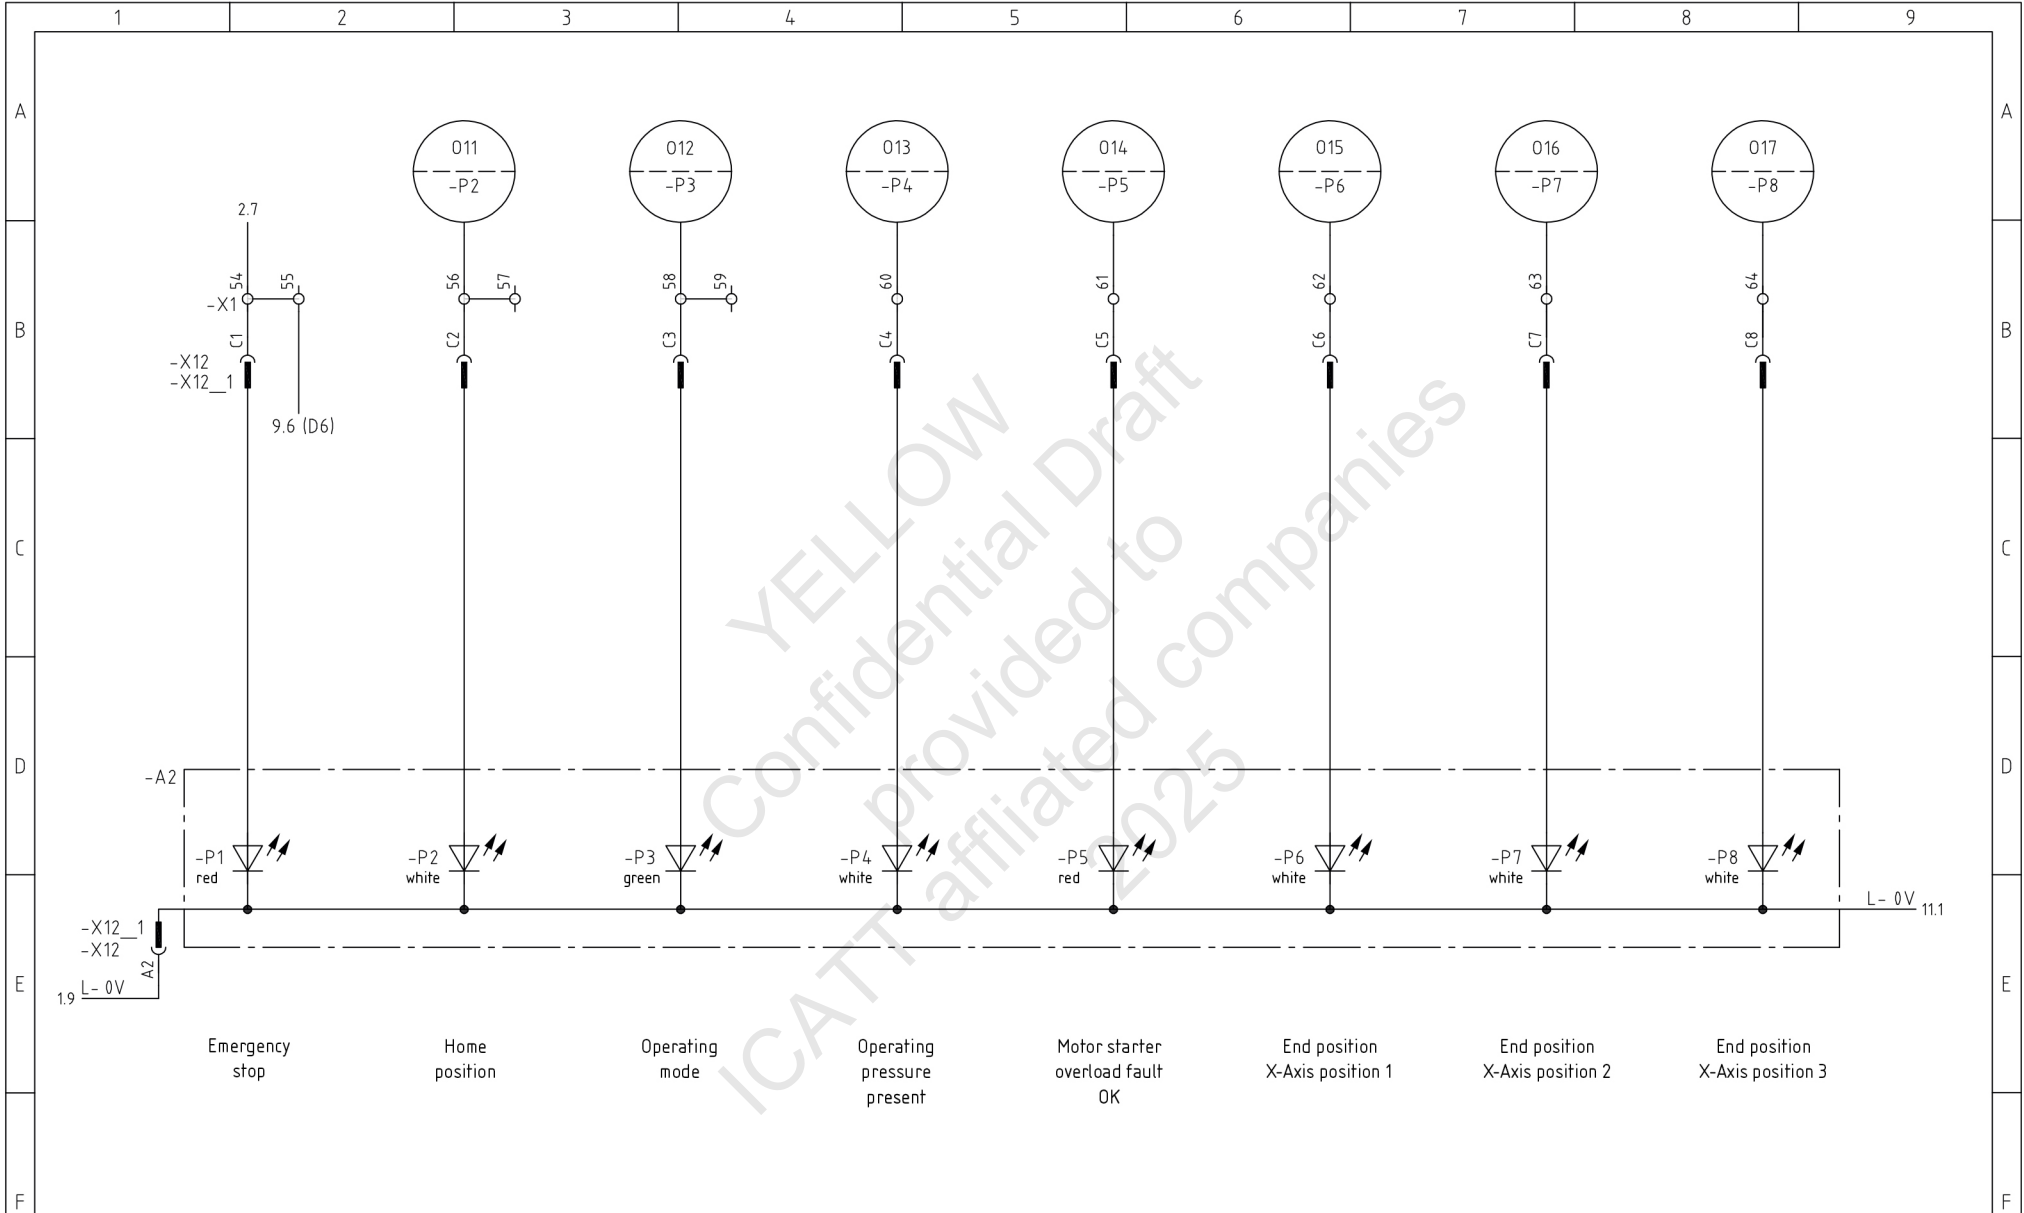 1 2 3 4 5 6 7 8 9
A A
O11 O12 O13 O14 O15 O16 O17
-P2 -P3 -P4 -P5 -P6 -P7 -P8
2.7
54 55 56 57 58 59 60 61 62 63 64
-X1
B B
C1 C2 C3 C4 C5 C6 C7 C8
-X12
-X12__1
9.6 (D6)
YELLOW
Confidential Draft
provided to
ICATT affliated companies
2025
C C
D D
-A2
-P1 -P2 -P3 -P4 -P5 -P6 -P7 -P8
red white green white red white white white
L- 0V 11.1
-X12__1
-X12
A2
E E
1.9 L- 0V
Emergency
stop
Home
position
Operating
mode
Operating
pressure
present
Motor starter
overload fault
OK
End position
X-Axis position 1
End position
X-Axis position 2
End position
X-Axis position 3
F F